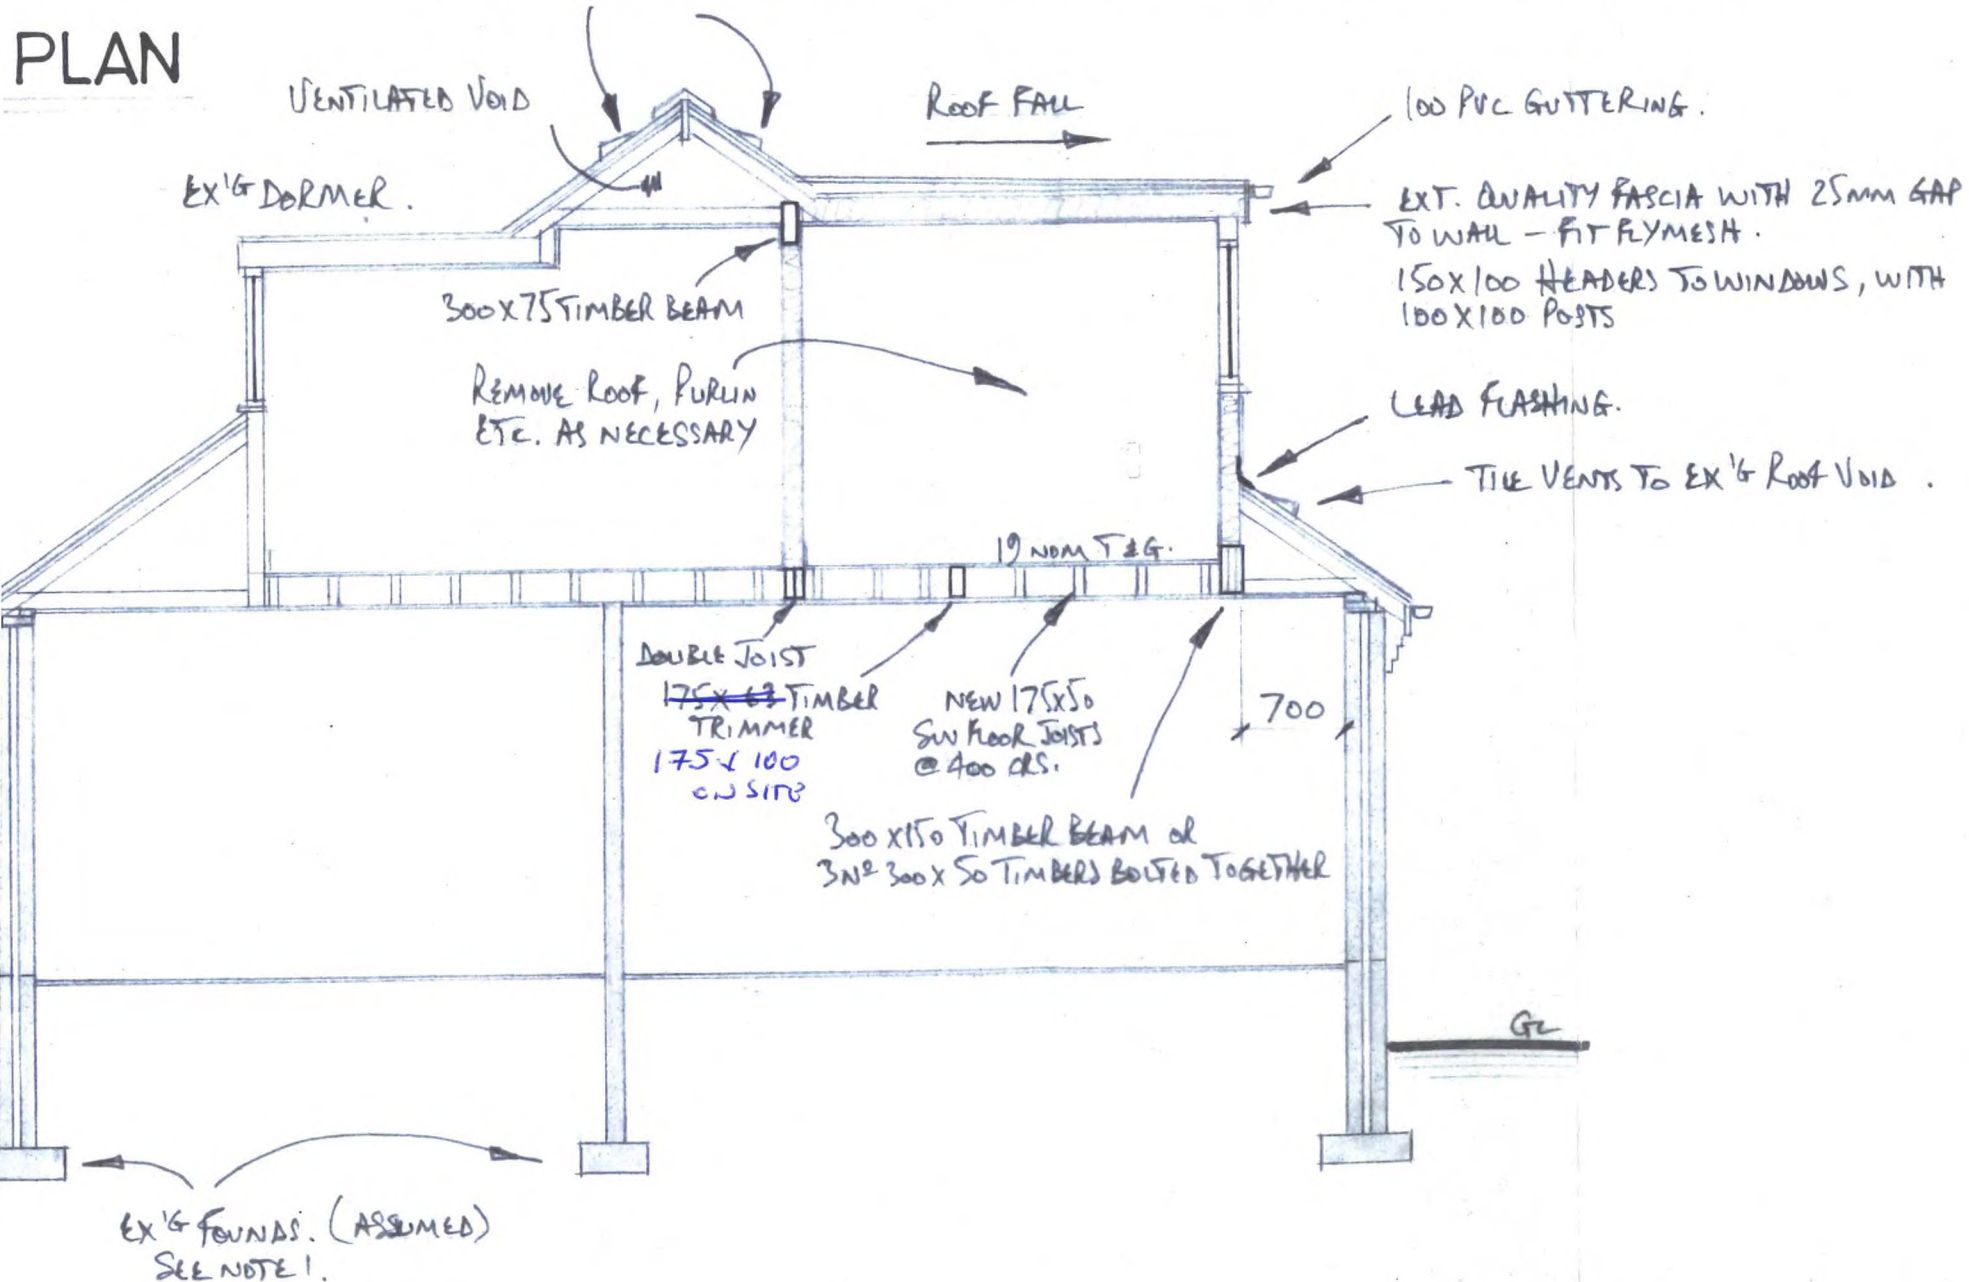 PLAN
VENTILATED VOID
ROOF FALL
100 PVC GUTTERING.
EX'G DORMER.
EXT. QUALITY FASCIA WITH 25MM GAP
TO WALL - FIT FLYMESH.
150X100 HEADERS TO WINDOWS, WITH
100X100 POSTS
300X75 TIMBER BEAM
REMOVE ROOF, PURLIN
ETC. AS NECESSARY
LEAD FLASHING.
TILE VENTS TO EX'G ROOF VOID.
19 NOM T&G.
DOUBLE JOIST
175X63 TIMBER
TRIMMER
175 X 100
ON SITE
NEW 175X50
SW FLOOR JOISTS
@ 400 CRS.
700
300X150 TIMBER BEAM OR
3Nº 300X50 TIMBERS BOLTED TOGETHER
GL
EX'G FOUNDS. (ASSUMED)
SEE NOTE 1.